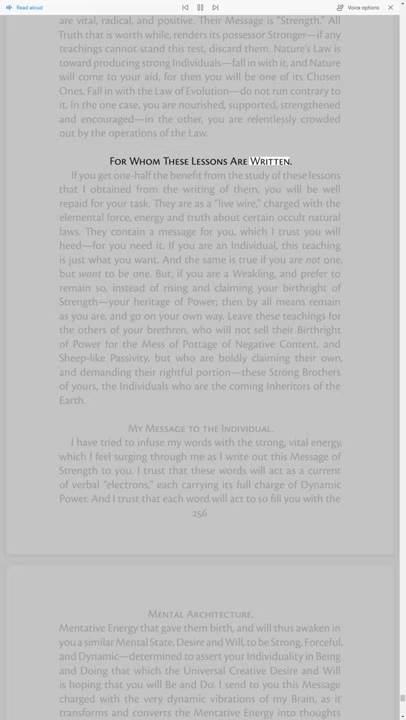 Read aloud
Voice options
are vital, radical, and positive. Their Message is “Strength.” All
Truth that is worth while, renders its possessor Stronger—if any
teachings cannot stand this test, discard them. Nature’s Law is
toward producing strong Individuals—fall in with it, and Nature
will come to your aid, for then you will be one of its Chosen
Ones. Fall in with the Law of Evolution—do not run contrary to
it. In the one case, you are nourished, supported, strengthened
and encouraged—in the other, you are relentlessly crowded
out by the operations of the Law.
For Whom These Lessons Are Written.
If you get one-half the benefit from the study of these lessons
that I obtained from the writing of them, you will be well
repaid for your task. They are as a “live wire,” charged with the
elemental force, energy and truth about certain occult natural
laws. They contain a message for you, which I trust you will
heed—for you need it. If you are an Individual, this teaching
is just what you want. And the same is true if you are not one,
but want to be one. But, if you are a Weakling, and prefer to
remain so, instead of rising and claiming your birthright of
Strength—your heritage of Power; then by all means remain
as you are, and go on your own way. Leave these teachings for
the others of your brethren, who will not sell their Birthright
of Power for the Mess of Pottage of Negative Content, and
Sheep-like Passivity, but who are boldly claiming their own,
and demanding their rightful portion—these Strong Brothers
of yours, the Individuals who are the coming Inheritors of the
Earth.
My Message to the Individual.
I have tried to infuse my words with the strong, vital energy,
which I feel surging through me as I write out this Message of
Strength to you. I trust that these words will act as a current
of verbal “electrons,” each carrying its full charge of Dynamic
Power. And I trust that each word will act to so fill you with the
256
Mental Architecture.
Mentative Energy that gave them birth, and will thus awaken in
you a similar Mental State, Desire and Will, to be Strong, Forceful,
and Dynamic—determined to assert your Individuality in Being
and Doing that which the Universal Creative Desire and Will
is hoping that you will Be and Do. I send to you this Message
charged with the very dynamic vibrations of my Brain, as it
transforms and converts the Mentative Energy into thoughts